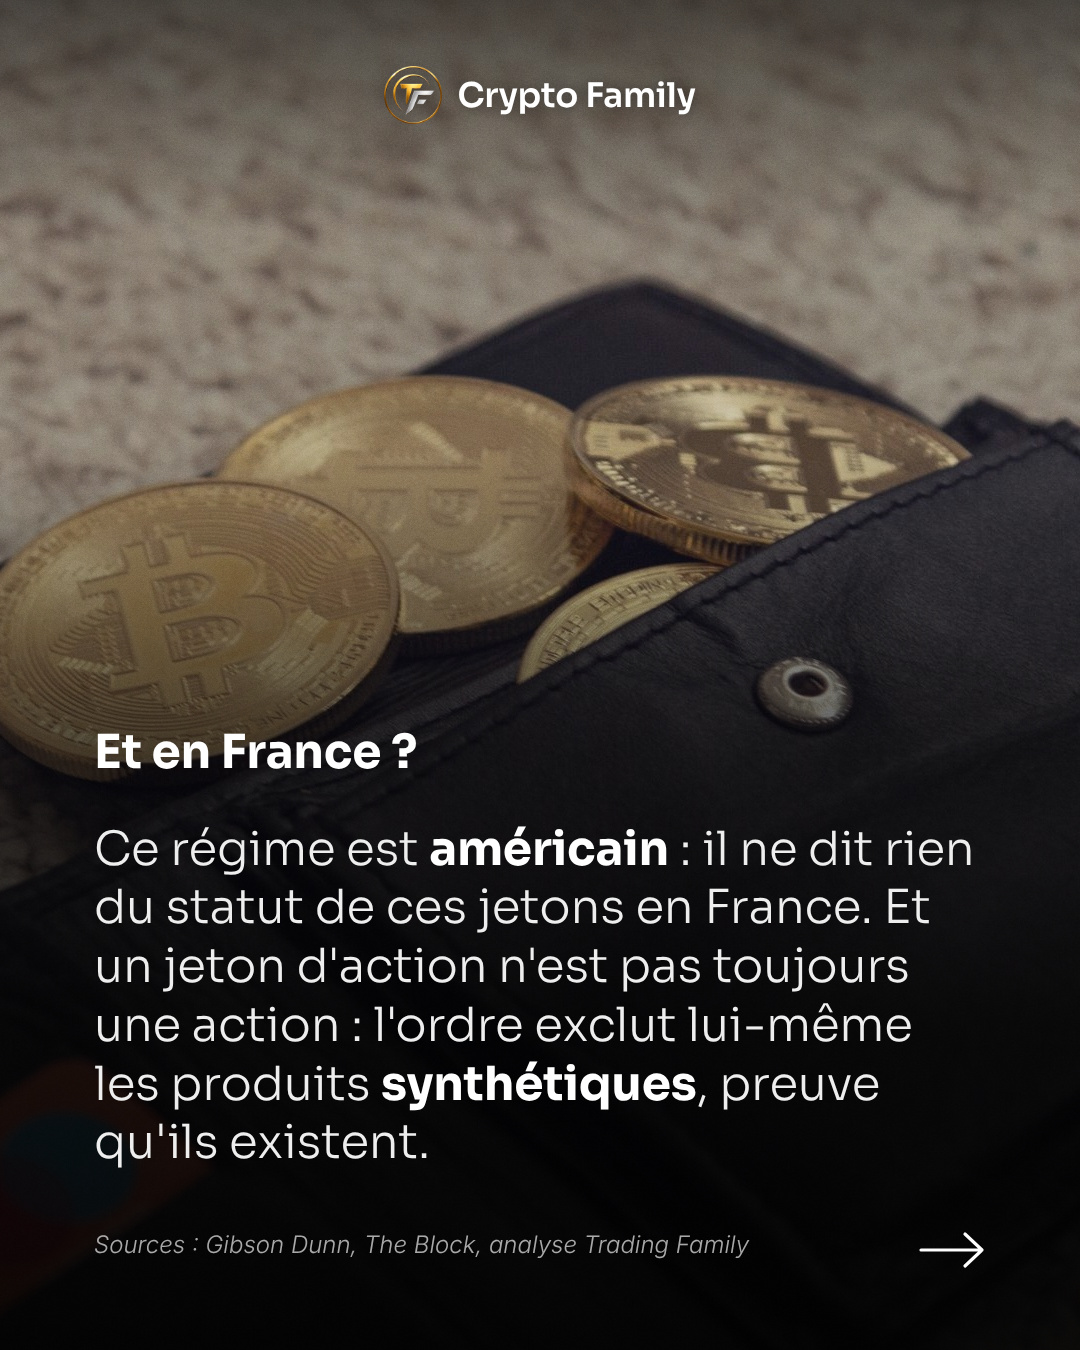 Crypto Family
Et en France ?
Ce régime est américain : il ne dit rien
du statut de ces jetons en France. Et
un jeton d'action n'est pas toujours
une action : l'ordre exclut lui-même
les produits synthétiques, preuve
qu'ils existent.
Sources : Gibson Dunn, The Block, analyse Trading Family